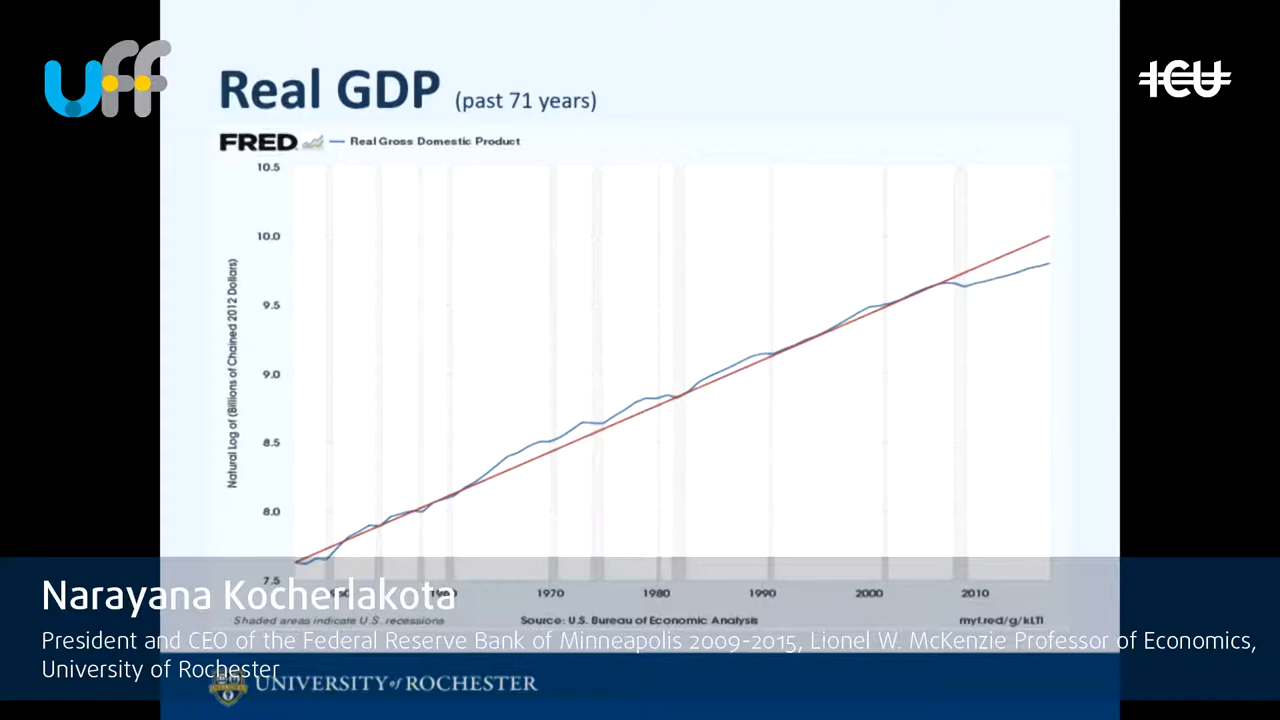 uff
ICU
Real GDP (past 71 years)
FRED
Real Gross Domestic Product
10.5
10.0
9.5
9.0
8.5
8.0
7.5
Natural Log of (Billions of Chained 2012 Dollars)
1970
1980
1990
2000
2010
Narayana Kocherlakota
Shaded areas indicate U.S. recessions
Source: U.S. Bureau of Economic Analysis
President and CEO of the Federal Reserve Bank of Minneapolis 2009-2015, Lionel W. McKenzie Professor of Economics,
University of Rochester
UNIVERSITY of ROCHESTER